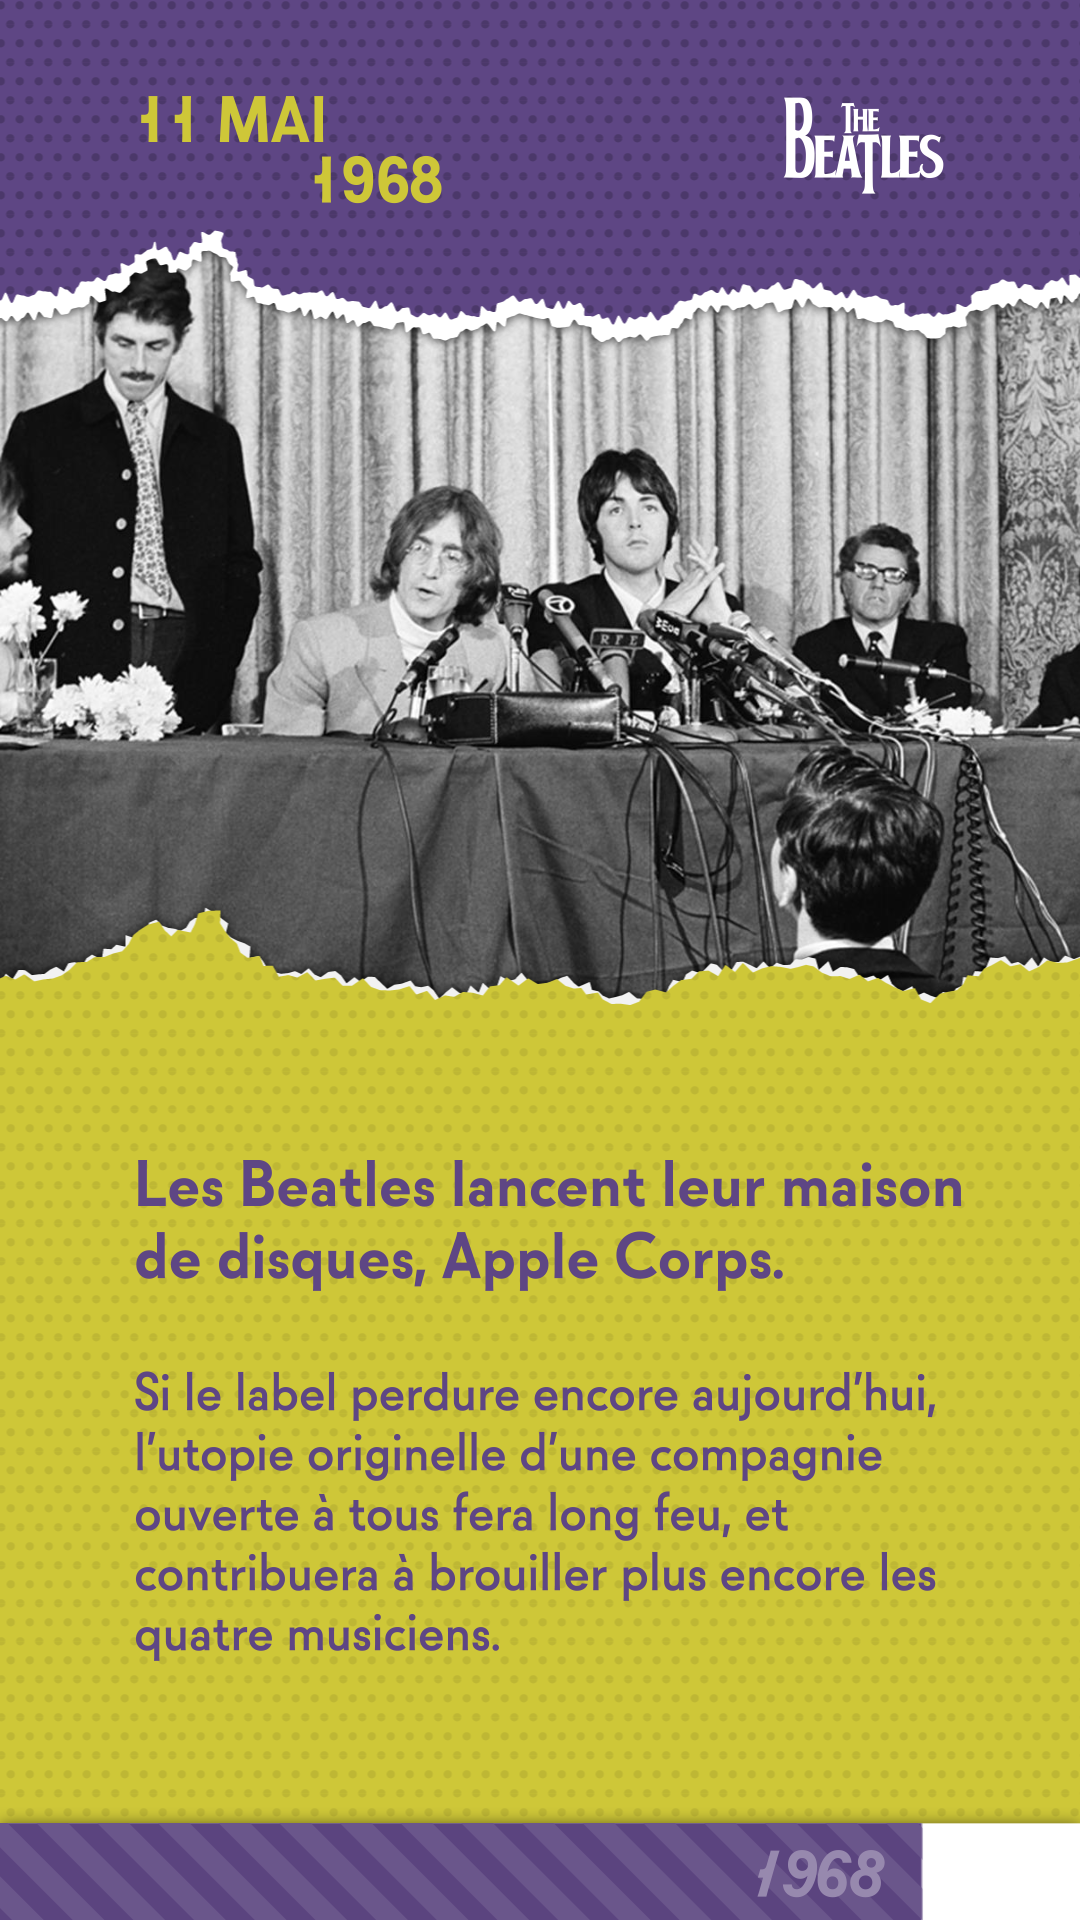 11 MAI
1968
THE
BEATLES
RFE
Les Beatles lancent leur maison
de disques, Apple Corps.
Si le label perdure encore aujourd’hui,
l’utopie originelle d’une compagnie
ouverte à tous fera long feu, et
contribuera à brouiller plus encore les
quatre musiciens.
1968